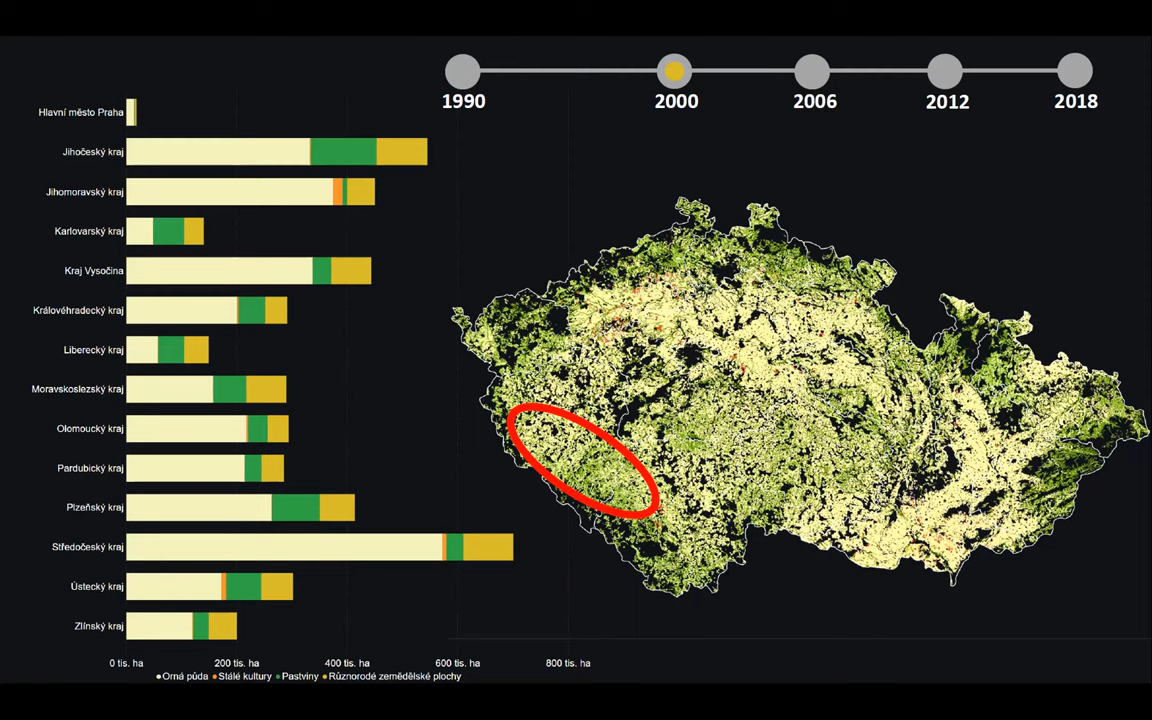 1990 2000 2006 2012 2018
Hlavní město Praha
Jihočeský kraj
Jihomoravský kraj
Karlovarský kraj
Kraj Vysočina
Královéhradecký kraj
Liberecký kraj
Moravskoslezský kraj
Olomoucký kraj
Pardubický kraj
Plzeňský kraj
Středočeský kraj
Ústecký kraj
Zlínský kraj
0 tis. ha 200 tis. ha 400 tis. ha 600 tis. ha 800 tis. ha
Orná půda Stálé kultury Pastviny Různorodé zemědělské plochy